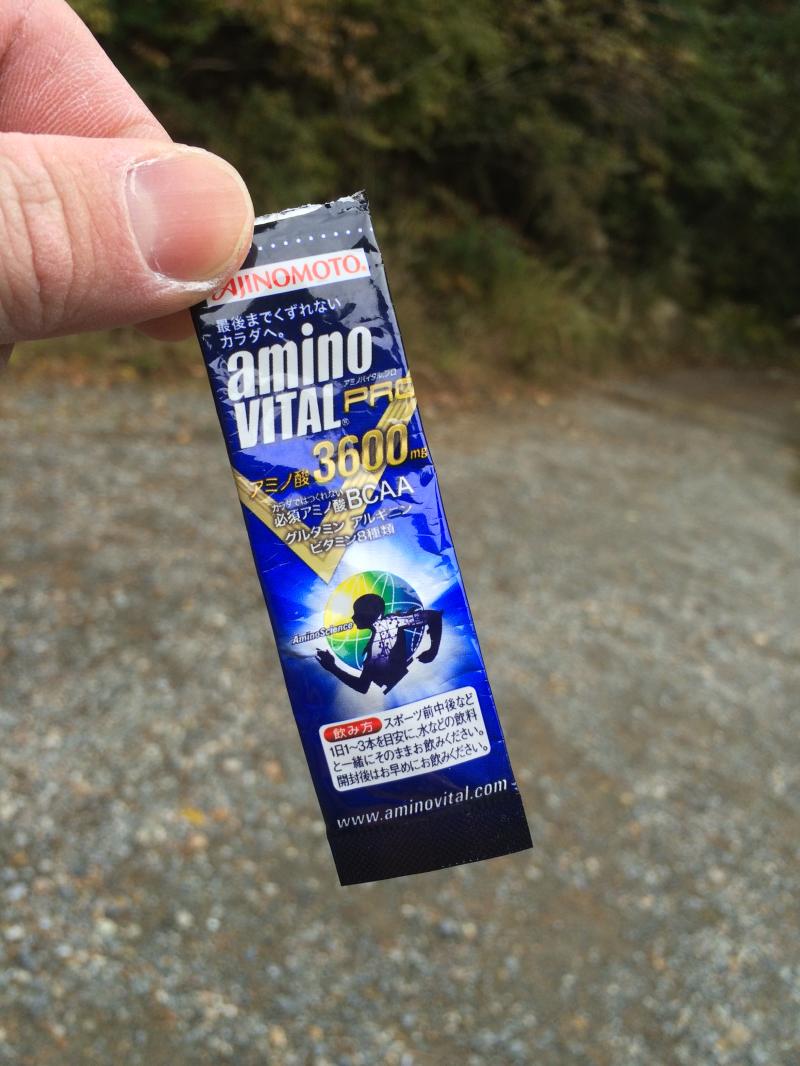 AJINOMOTO®
最後までくずれない
カラダへ。
amino
アミノバイタル プロ
VITAL® PRO
アミノ酸 3600mg
カラダではつくれない
必須アミノ酸BCAA
グルタミン アルギニン
ビタミン8種類
AminoScience
飲み方 スポーツ前中後など
1日1~3本を目安に、水などの飲料
と一緒にそのままお飲みください。
開封後はお早めにお飲みください。
www.aminovital.com